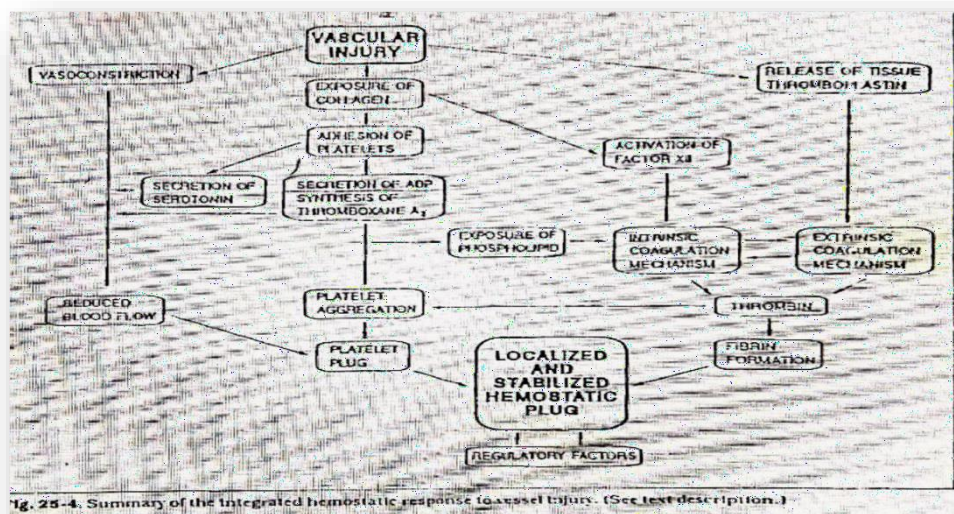 VASCULAR
INJURY
VASOCONSTRICTION
RELEASE OF TISSUE
THROMBOPLASTIN
EXPOSURE OF
COLLAGEN
ADHESION OF
PLATELETS
ACTIVATION OF
FACTOR XII
SECRETION OF
SEROTONIN
SECRETION OF ADP
SYNTHESIS OF
THROMBOXANE A2
EXPOSURE OF
PHOSPHOLIPID
INTRINSIC
COAGULATION
MECHANISM
EXTRINSIC
COAGULATION
MECHANISM
REDUCED
BLOOD FLOW
PLATELET
AGGREGATION
THROMBIN
PLATELET
PLUG
FIBRIN
FORMATION
LOCALIZED
AND
STABILIZED
HEMOSTATIC
PLUG
REGULATORY FACTORS
ig. 25-4. Summary of the integrated hemostatic response to vessel injury. (See text description.)